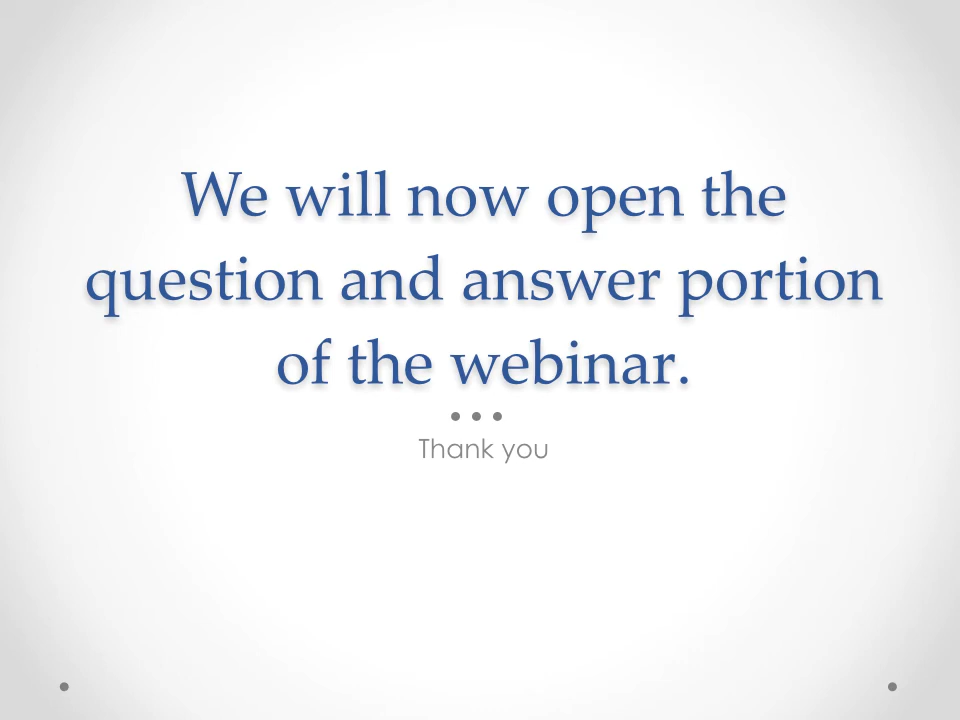 We will now open the
question and answer portion
of the webinar.
Thank you